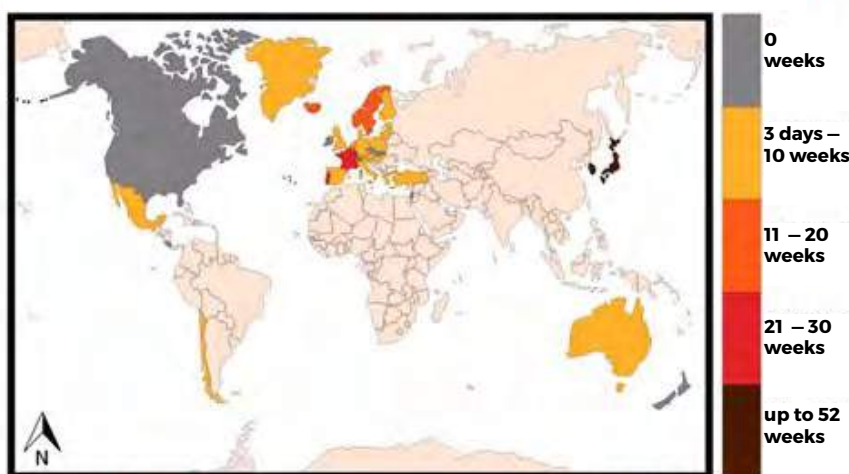 0
weeks
3 days –
10 weeks
11 – 20
weeks
21 – 30
weeks
up to 52
weeks
N